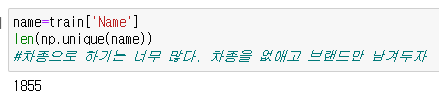 name=train['Name']
len(np.unique(name))
#차종으로 하기는 너무 많다. 차종을 없애고 브랜드만 남겨두자
1855